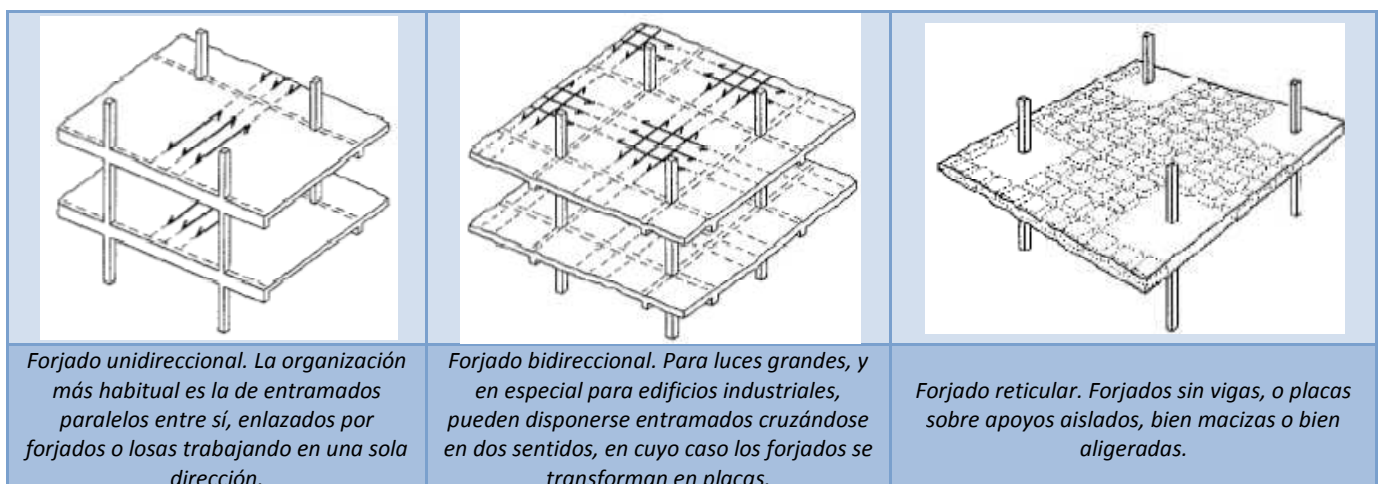 Forjado unidireccional. La organización
más habitual es la de entramados
paralelos entre sí, enlazados por
forjados o losas trabajando en una sola
dirección.
Forjado bidireccional. Para luces grandes, y
en especial para edificios industriales,
pueden disponerse entramados cruzándose
en dos sentidos, en cuyo caso los forjados se
transforman en placas.
Forjado reticular. Forjados sin vigas, o placas
sobre apoyos aislados, bien macizas o bien
aligeradas.